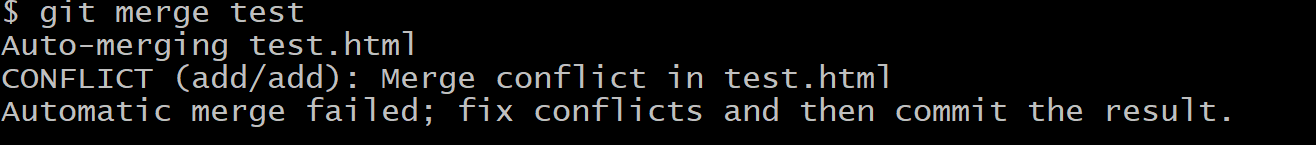 $ git merge test
Auto-merging test.html
CONFLICT (add/add): Merge conflict in test.html
Automatic merge failed; fix conflicts and then commit the result.